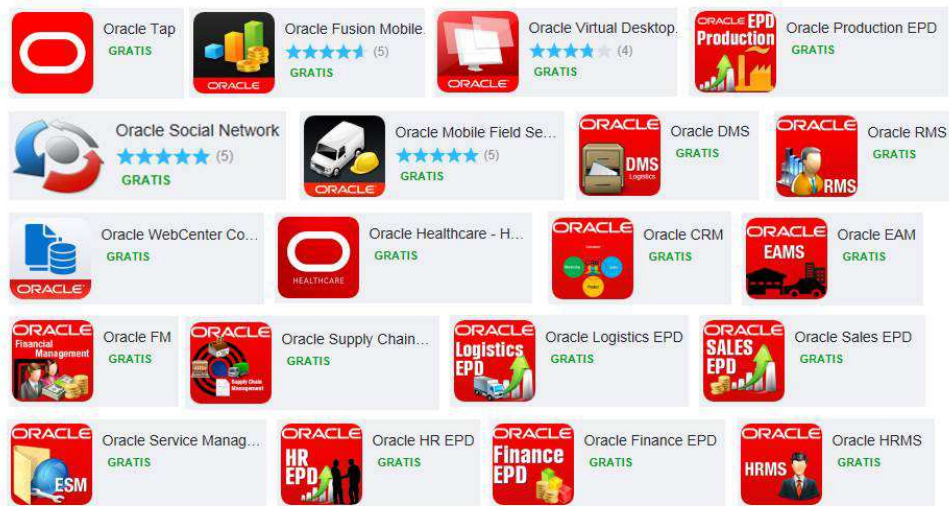 Oracle Tap
GRATIS
ORACLE
Oracle Fusion Mobile
(5)
GRATIS
ORACLE
Oracle Virtual Desktop.
(4)
GRATIS
ORACLE EPD
Production
Oracle Production EPD
GRATIS
Oracle Social Network
(5)
GRATIS
ORACLE
Oracle Mobile Field Se...
(5)
GRATIS
ORACLE
DMS
Logistics
Oracle DMS
GRATIS
ORACLE
RMS
Oracle RMS
GRATIS
ORACLE
Oracle WebCenter Co...
GRATIS
HEALTHCARE
Oracle Healthcare - H...
GRATIS
ORACLE
Oracle CRM
GRATIS
ORACLE
EAMS
Oracle EAM
GRATIS
ORACLE
Financial
Management
Oracle FM
GRATIS
ORACLE
Supply Chain
Management
Oracle Supply Chain...
GRATIS
ORACLE
Logistics
EPD
Oracle Logistics EPD
GRATIS
ORACLE
SALES
EPD
Oracle Sales EPD
GRATIS
ORACLE
ESM
Oracle Service Manag...
GRATIS
ORACLE
HR
EPD
Oracle HR EPD
GRATIS
ORACLE
Finance
EPD
Oracle Finance EPD
GRATIS
ORACLE
HRMS
Oracle HRMS
GRATIS